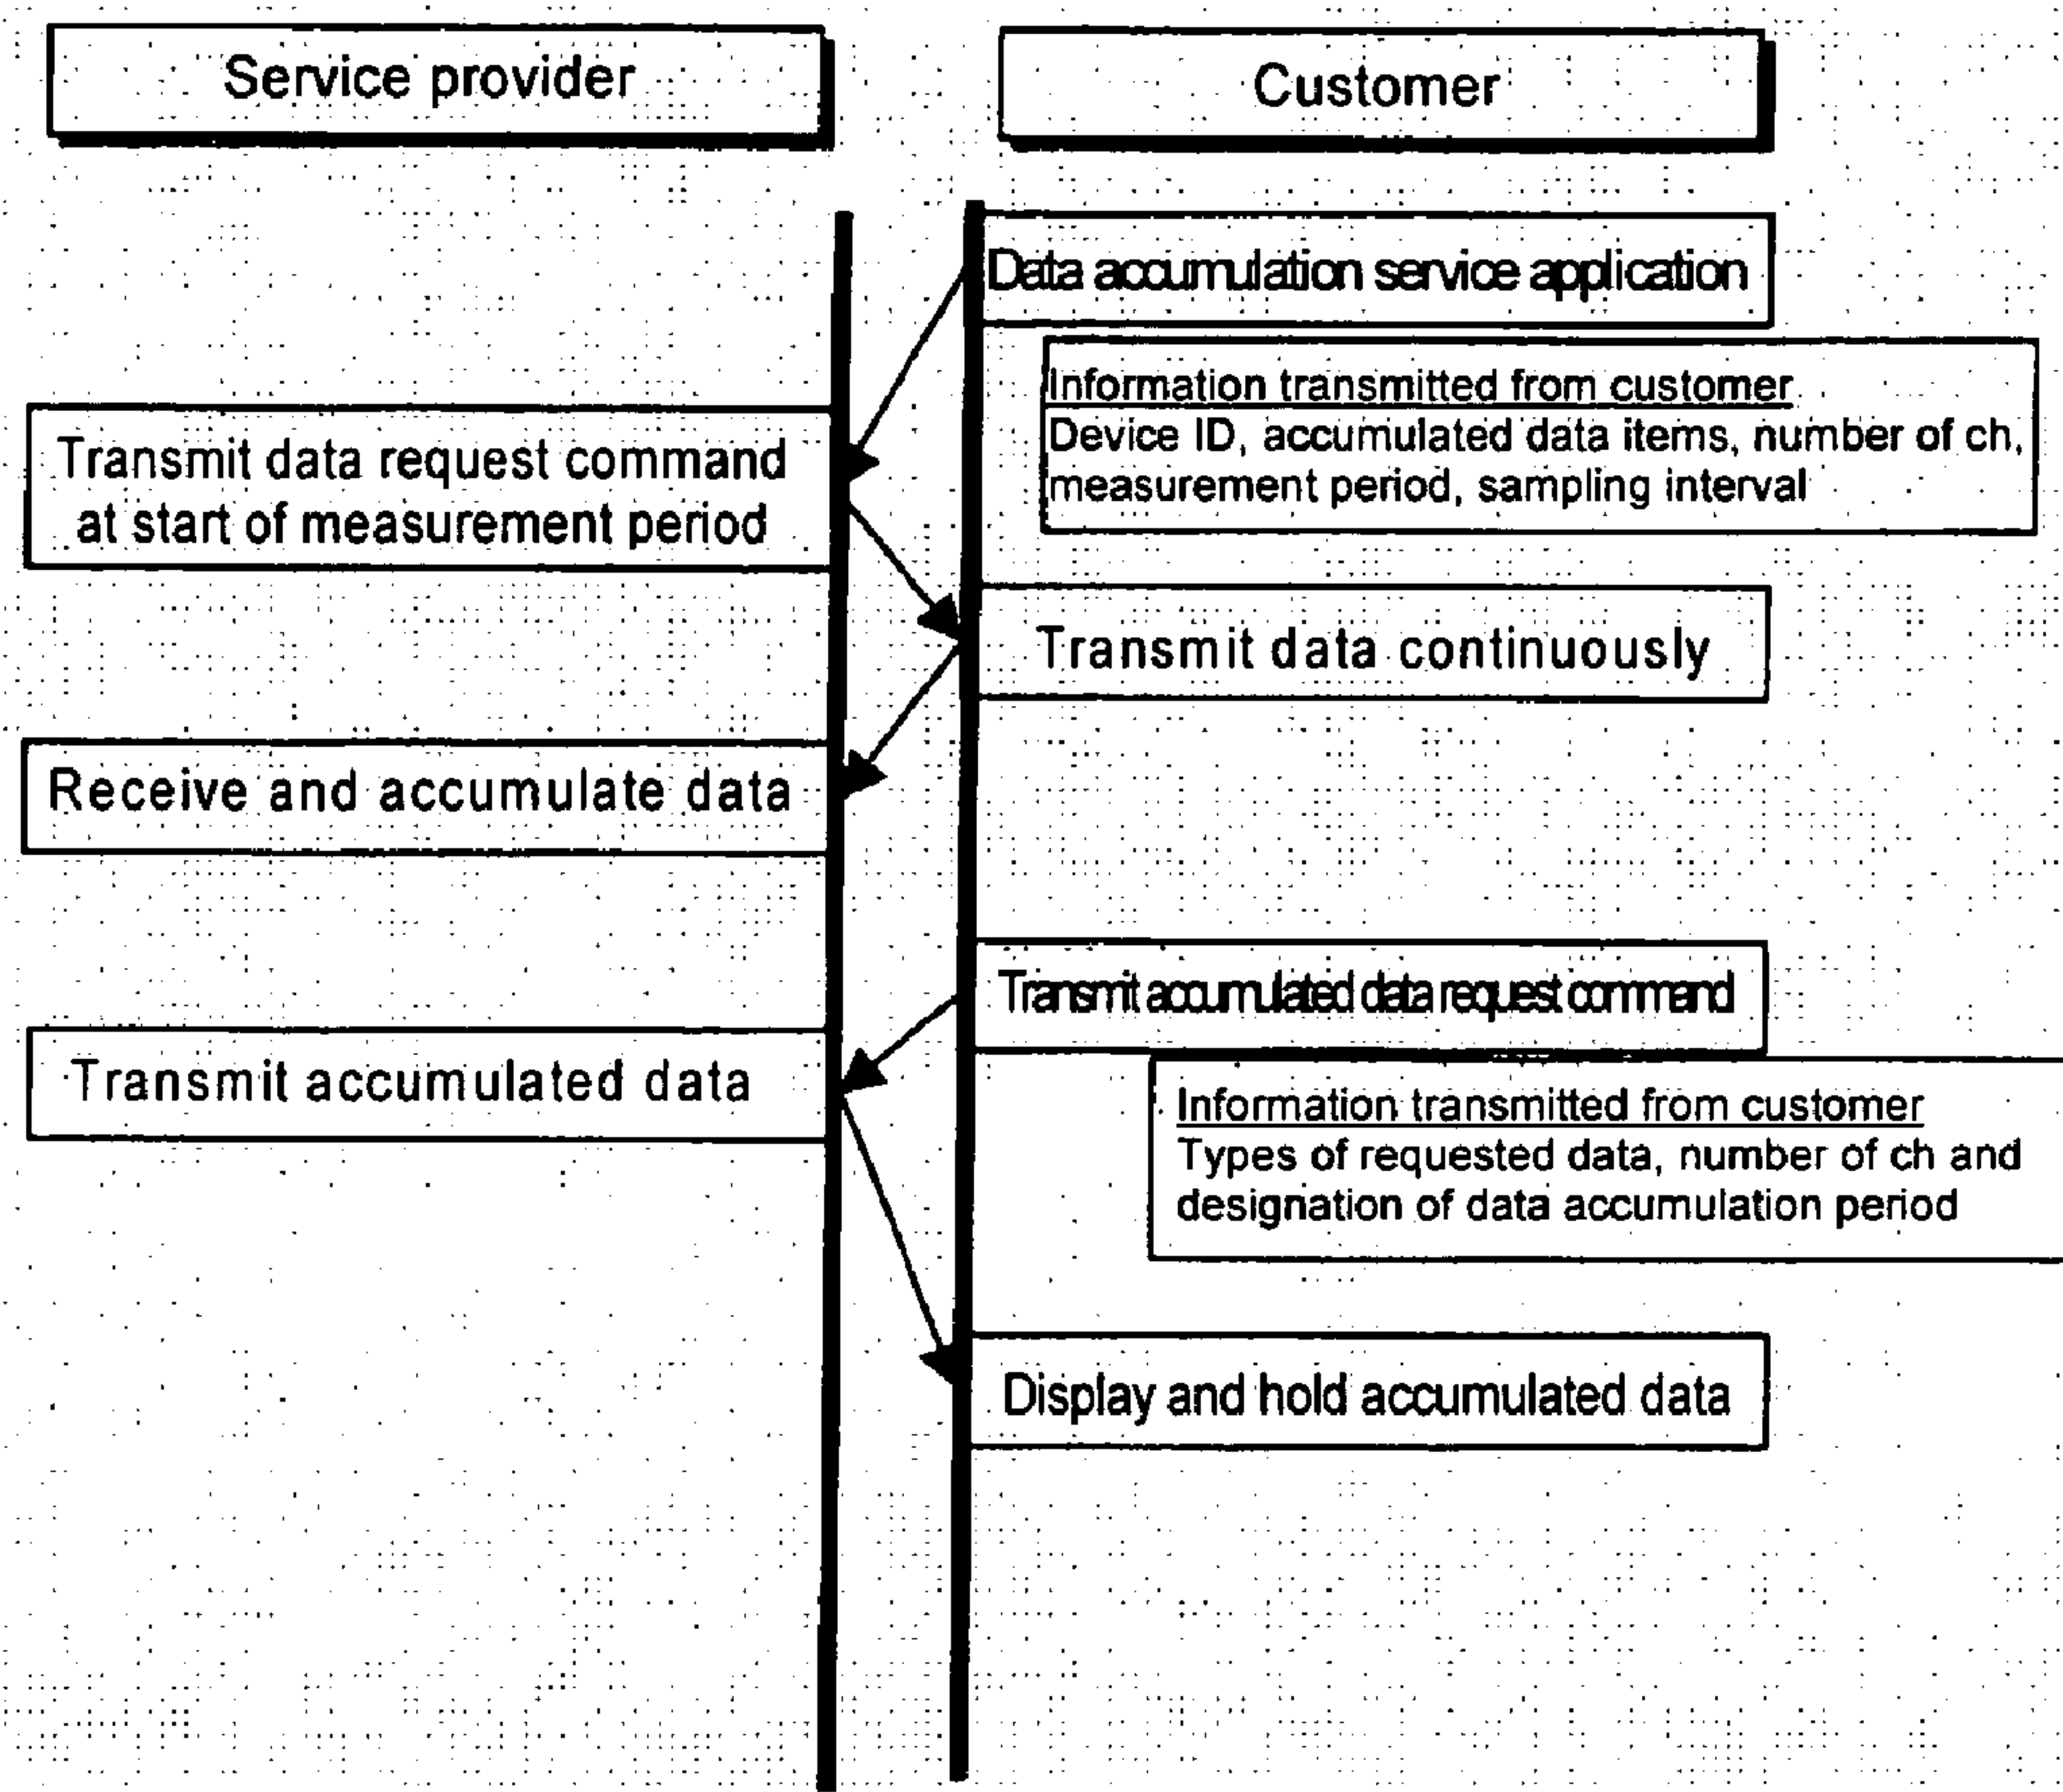 Service provider
Customer
Data accumulation service application
Information transmitted from customer
Device ID, accumulated data items, number of ch,
measurement period, sampling interval
Transmit data request command
at start of measurement period
Transmit data continuously
Receive and accumulate data
Transmit accumulated data request command
Transmit accumulated data
Information transmitted from customer
Types of requested data, number of ch and
designation of data accumulation period
Display and hold accumulated data